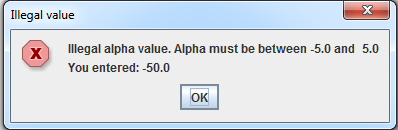 Illegal value
Illegal alpha value. Alpha must be between -5.0 and 5.0
You entered: -50.0
OK